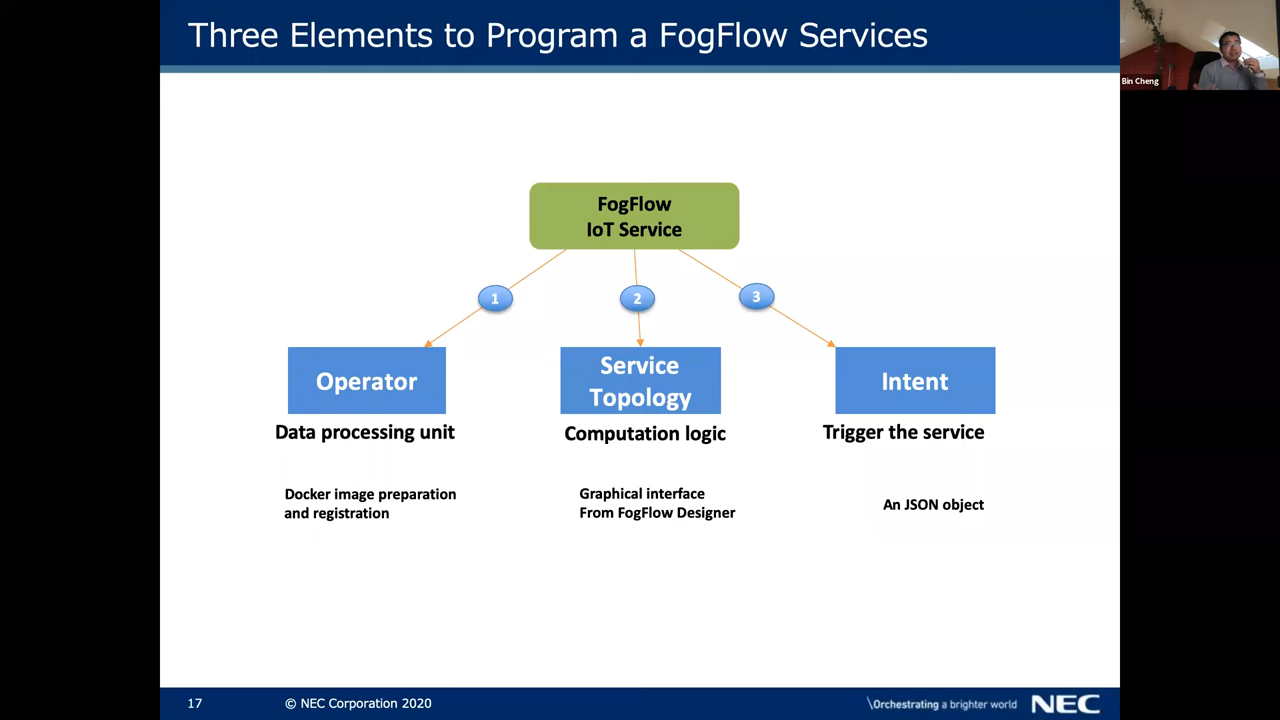 Three Elements to Program a FogFlow Services
Bin Cheng
FogFlow
IoT Service
1
2
3
Operator
Service
Topology
Intent
Data processing unit
Computation logic
Trigger the service
Docker image preparation
and registration
Graphical interface
From FogFlow Designer
An JSON object
17
© NEC Corporation 2020
\Orchestrating a brighter world
NEC